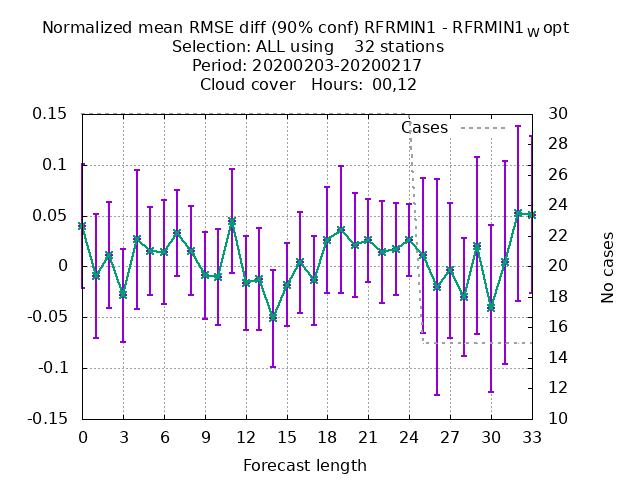 Normalized mean RMSE diff (90% conf) RFRMIN1 - RFRMIN1w opt
Selection: ALL using 32 stations
Period: 20200203-20200217
Cloud cover Hours: 00,12
Cases
0.15
0.1
0.05
0
-0.05
-0.1
-0.15
30
28
26
24
22
20
18
16
14
12
10
No cases
0 3 6 9 12 15 18 21 24 27 30 33
Forecast length